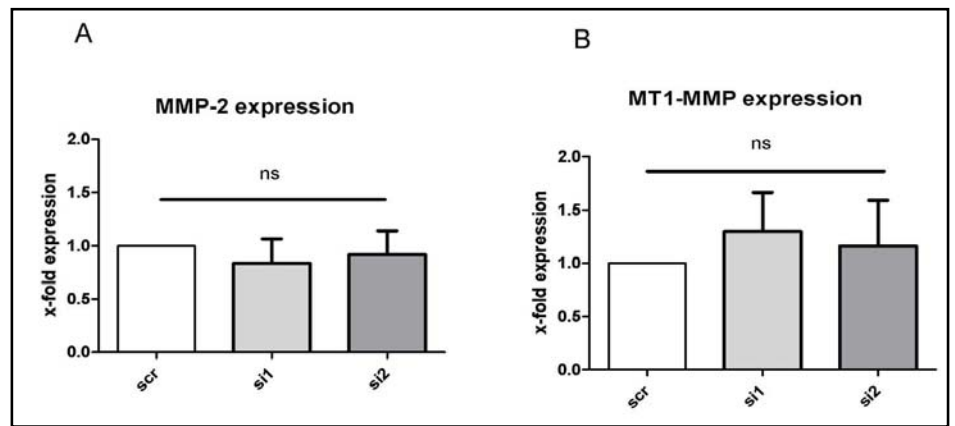 A
MMP-2 expression
2.0
ns
1.5
1.0
0.5
0.0
x-fold expression
scr
si1
si2
B
MT1-MMP expression
2.0
ns
1.5
1.0
0.5
0.0
x-fold expression
scr
si1
si2